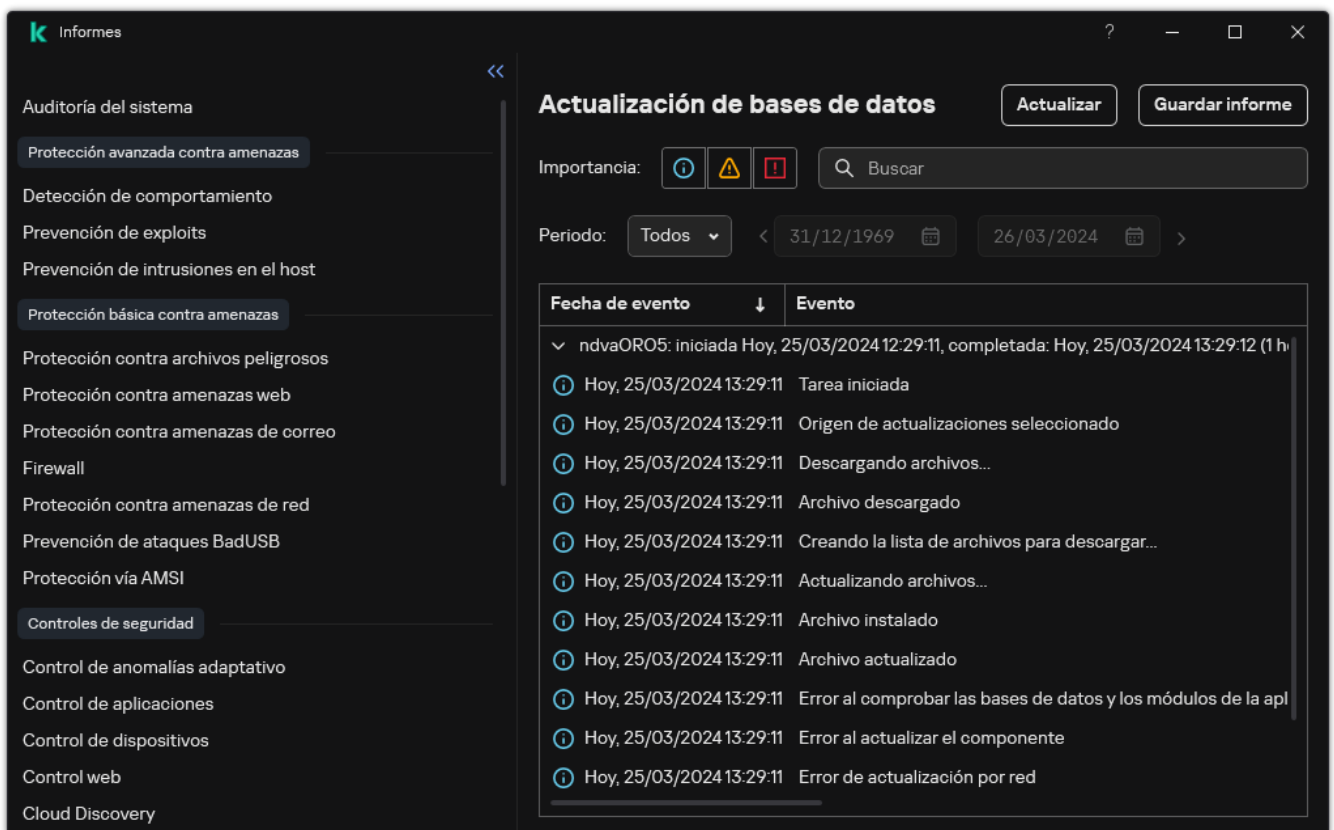 Informes
Auditoría del sistema
Protección avanzada contra amenazas
Detección de comportamiento
Prevención de exploits
Prevención de intrusiones en el host
Protección básica contra amenazas
Protección contra archivos peligrosos
Protección contra amenazas web
Protección contra amenazas de correo
Firewall
Protección contra amenazas de red
Prevención de ataques BadUSB
Protección vía AMSI
Controles de seguridad
Control de anomalías adaptativo
Control de aplicaciones
Control de dispositivos
Control web
Cloud Discovery
Actualización de bases de datos
Actualizar
Guardar informe
Importancia:
Buscar
Periodo: Todos 31/12/1969 26/03/2024
Fecha de evento Evento
ndvaORO5: iniciada Hoy, 25/03/2024 12:29:11, completada: Hoy, 25/03/2024 13:29:12 (1
Hoy, 25/03/2024 13:29:11 Tarea iniciada
Hoy, 25/03/2024 13:29:11 Origen de actualizaciones seleccionado
Hoy, 25/03/2024 13:29:11 Descargando archivos...
Hoy, 25/03/2024 13:29:11 Archivo descargado
Hoy, 25/03/2024 13:29:11 Creando la lista de archivos para descargar...
Hoy, 25/03/2024 13:29:11 Actualizando archivos...
Hoy, 25/03/2024 13:29:11 Archivo instalado
Hoy, 25/03/2024 13:29:11 Archivo actualizado
Hoy, 25/03/2024 13:29:11 Error al comprobar las bases de datos y los módulos de la apl
Hoy, 25/03/2024 13:29:11 Error al actualizar el componente
Hoy, 25/03/2024 13:29:11 Error de actualización por red